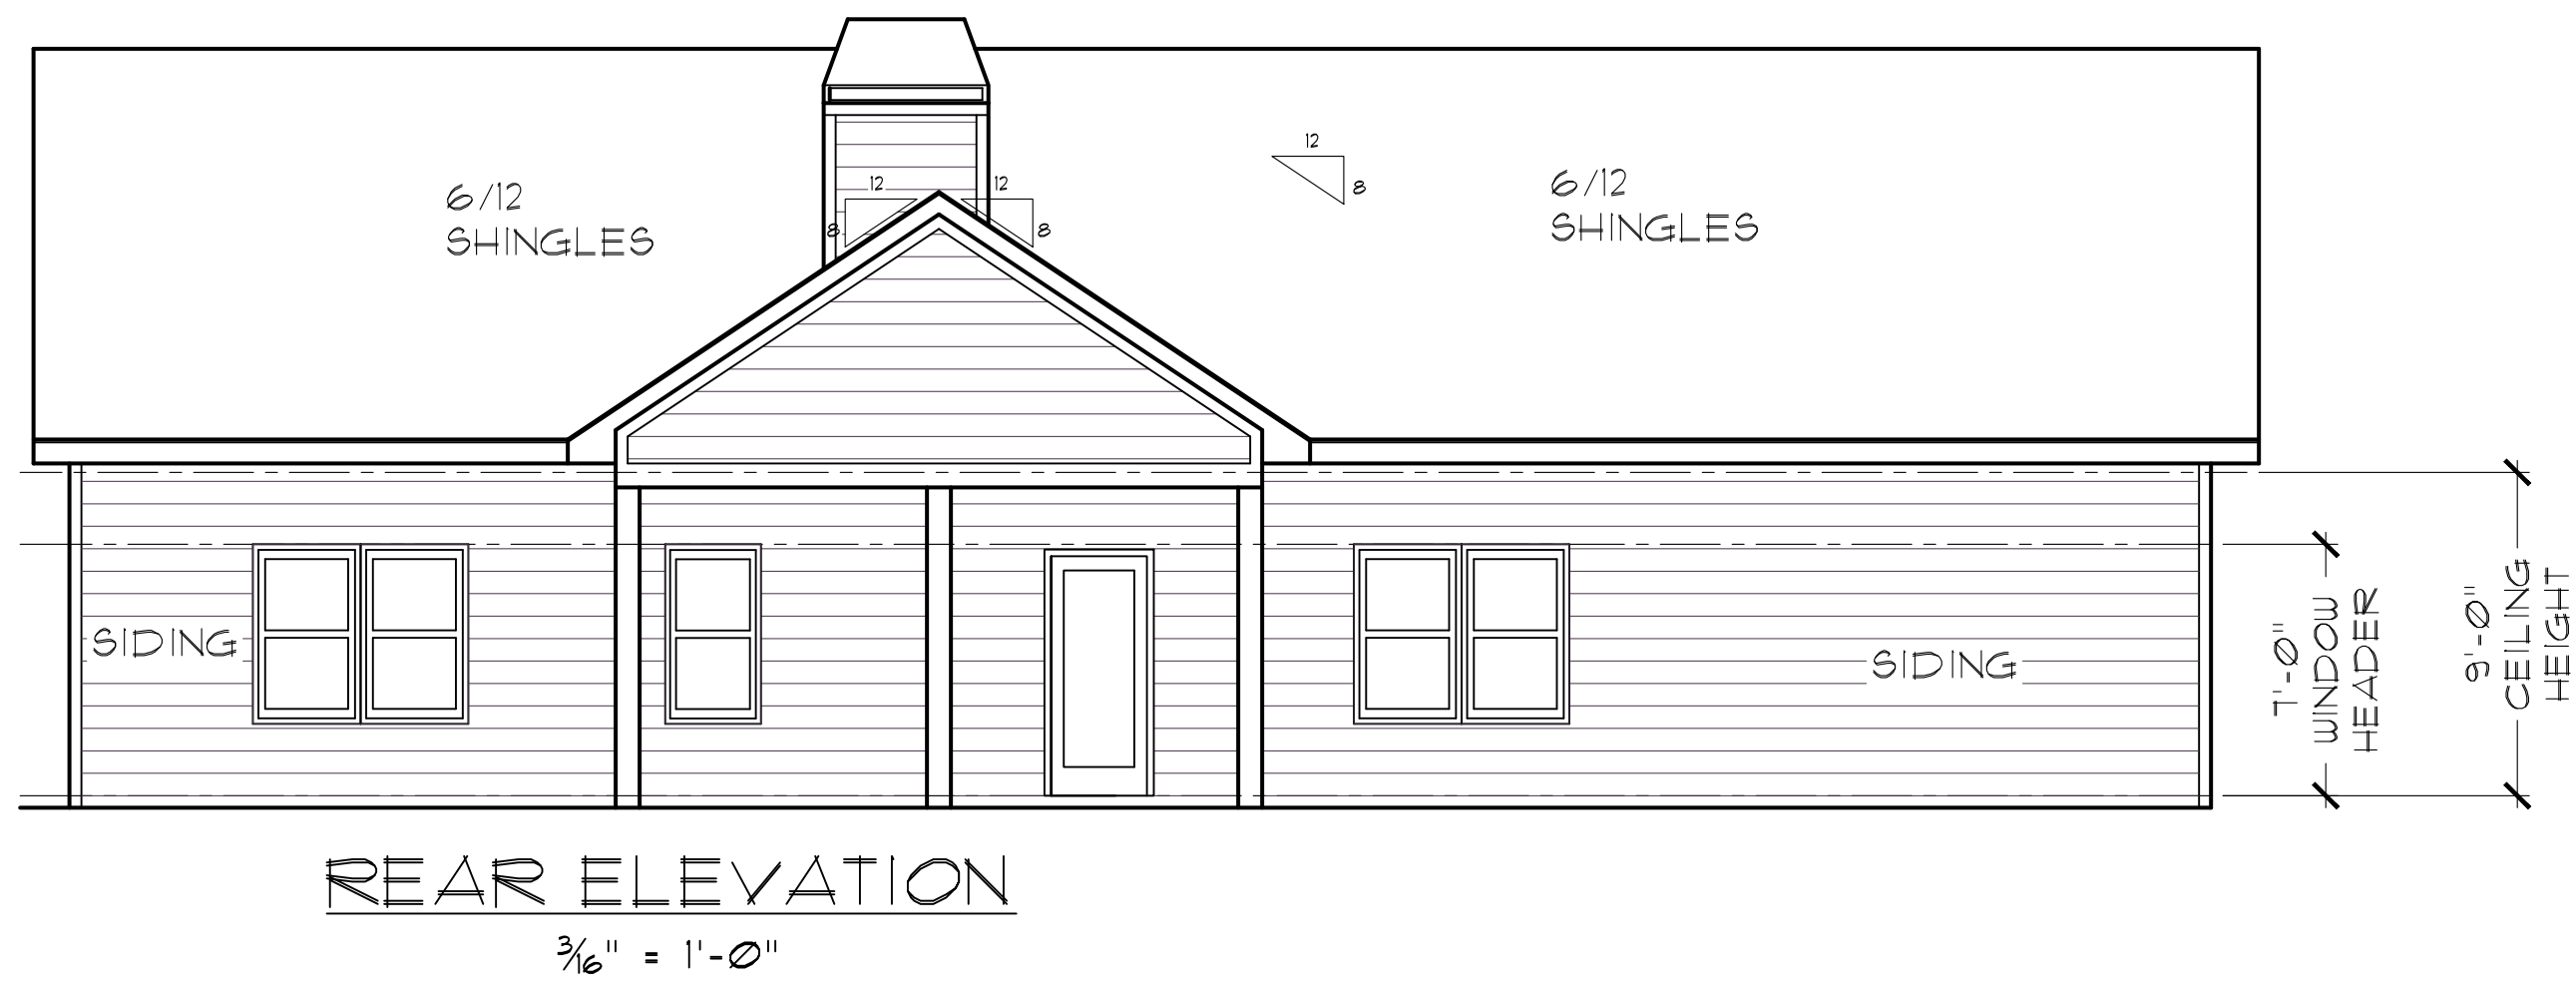 12
8
6/12
SHINGLES
12
12
8
8
6/12
SHINGLES
SIDING
SIDING
7'-0"
WINDOW
HEADER
9'-0"
CEILING
HEIGHT
REAR ELEVATION
3/16" = 1'-0"